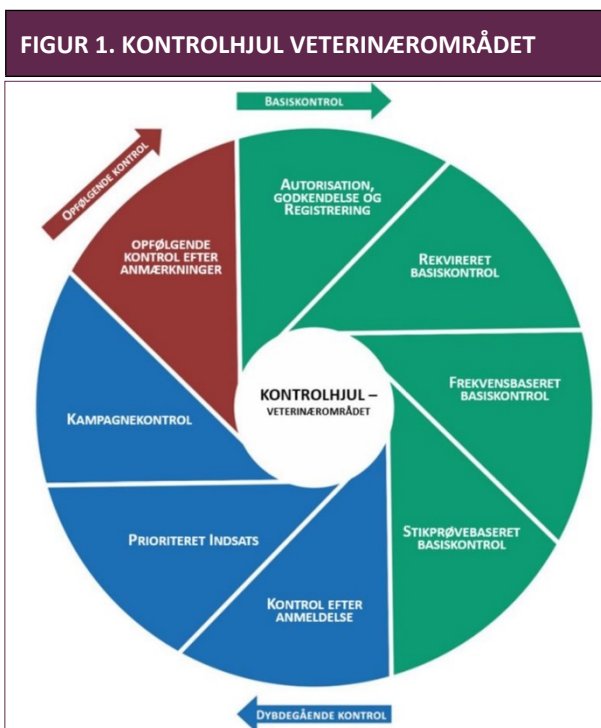 FIGUR 1. KONTROLHJUL VETERINÆROMRÅDET
BASISKONTROL
OPFØLGENDE KONTROL
AUTORISATION,
GODKENDELSE OG
REGISTRERING
REKVIRERET
BASISKONTROL
FREKVENSBASERET
BASISKONTROL
STIKPRØVEBASERET
BASISKONTROL
KONTROL EFTER
ANMELDELSE
PRIORITERET INDSATS
KAMPAGNEKONTROL
OPFØLGENDE
KONTROL EFTER
ANMÆRKNINGER
KONTROLHJUL –
VETERINÆROMRÅDET
DYBDEGÅENDE KONTROL